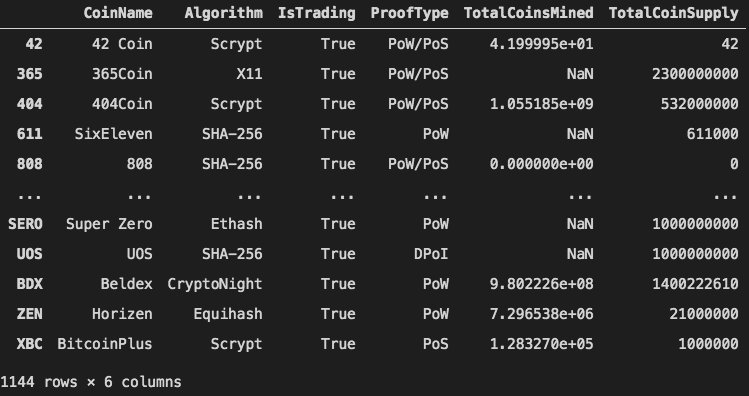 CoinName Algorithm IsTrading ProofType TotalCoinsMined TotalCoinSupply
42 42 Coin Scrypt True PoW/PoS 4.199995e+01 42
365 365Coin X11 True PoW/PoS NaN 2300000000
404 404Coin Scrypt True PoW/PoS 1.055185e+09 532000000
611 SixEleven SHA-256 True PoW NaN 611000
808 808 SHA-256 True PoW/PoS 0.000000e+00 0
... ... ... ... ... ... ...
SERO Super Zero Ethash True PoW NaN 1000000000
UOS UOS SHA-256 True DPoI NaN 1000000000
BDX Beldex CryptoNight True PoW 9.802226e+08 1400222610
ZEN Horizen Equihash True PoW 7.296538e+06 21000000
XBC BitcoinPlus Scrypt True PoS 1.283270e+05 1000000
1144 rows × 6 columns